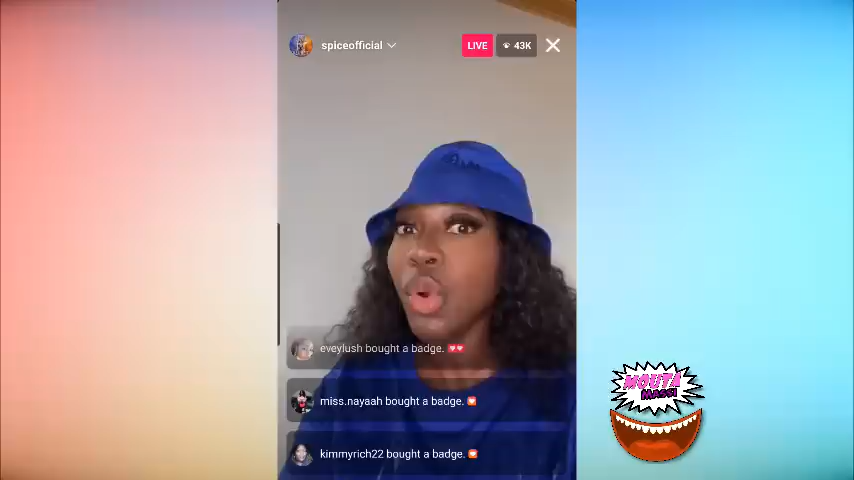 spiceofficial
LIVE
43K
eveylush bought a badge.
miss.nayaah bought a badge.
kimmyrich22 bought a badge.
MOUTA
MASSI